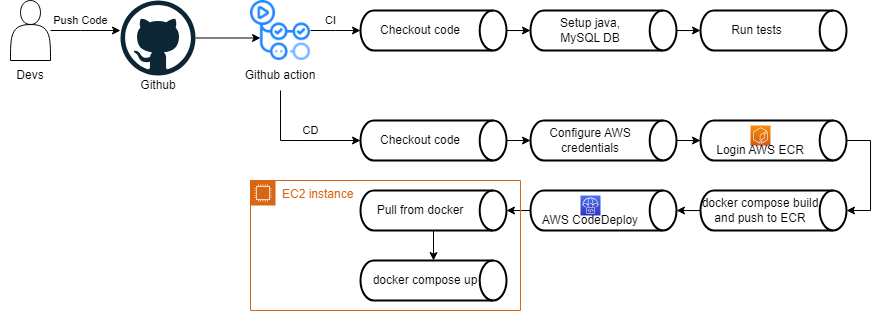 Push Code
Devs
Github
Github action
CI
Checkout code
Setup java,
MySQL DB
Run tests
CD
Checkout code
Configure AWS
credentials
Login AWS ECR
docker compose build
and push to ECR
AWS CodeDeploy
EC2 instance
Pull from docker
docker compose up